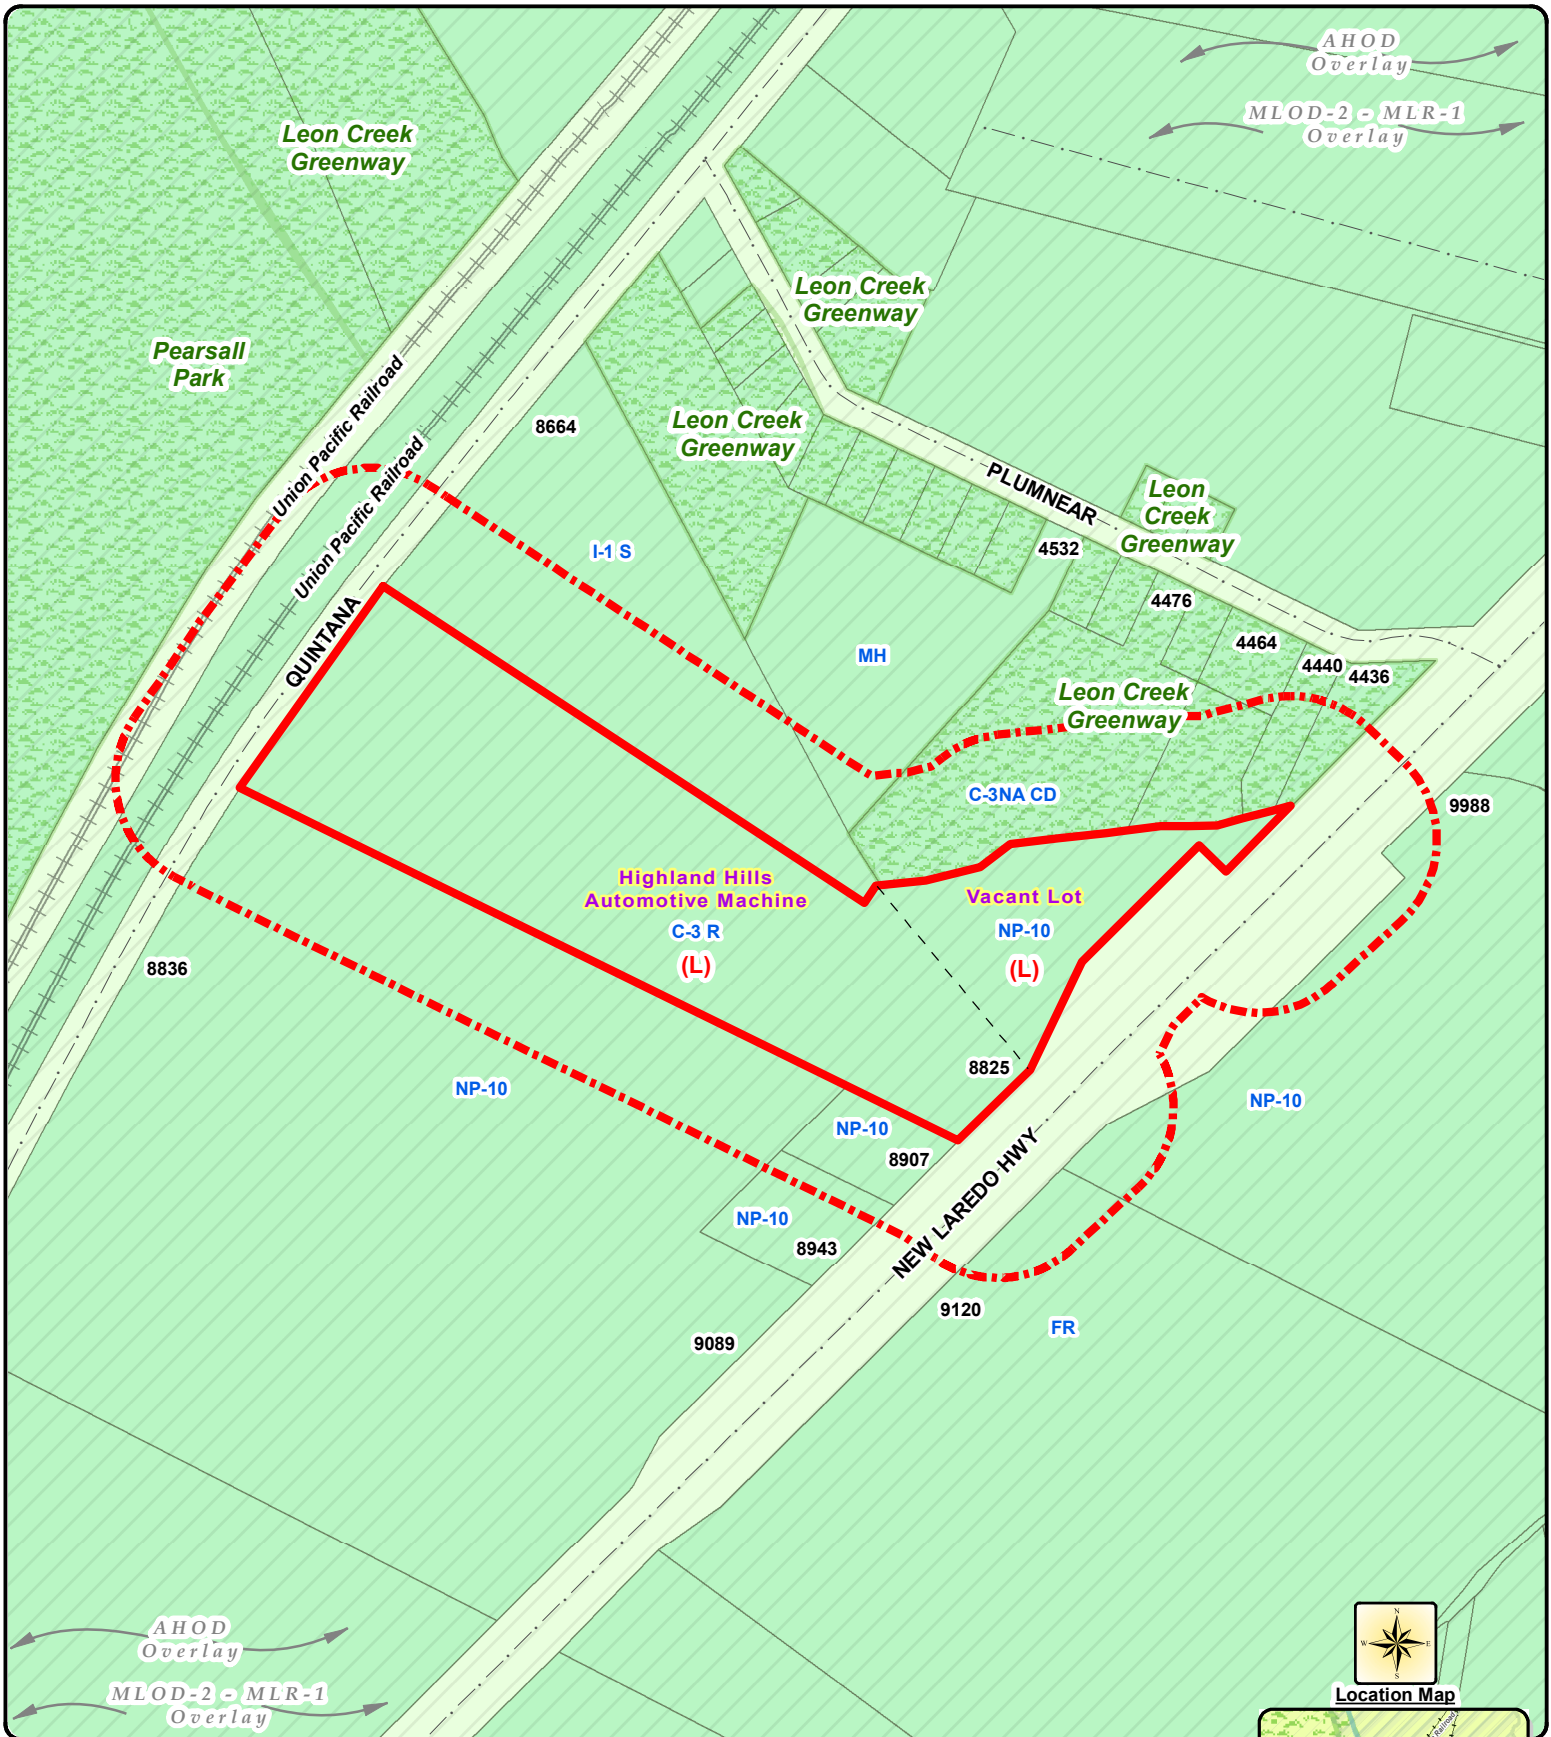 AHOD
Overlay
MLOD-2 - MLR-1
Overlay
Leon Creek
Greenway
Leon Creek
Greenway
Pearsall
Park
Union Pacific Railroad
Union Pacific Railroad
8664
Leon Creek
Greenway
PLUMNEAR
Leon
Creek
Greenway
4532
I-1 S
4476
QUINTANA
4464
MH
4440
4436
Leon Creek
Greenway
C-3NA CD
9988
Highland Hills
Automotive Machine
C-3 R
(L)
Vacant Lot
NP-10
(L)
8836
8825
NP-10
NP-10
NP-10
8907
NEW LAREDO HWY
NP-10
8943
9120
FR
9089
AHOD
Overlay
MLOD-2 - MLR-1
Overlay
N
W
E
S
Location Map
Railroad